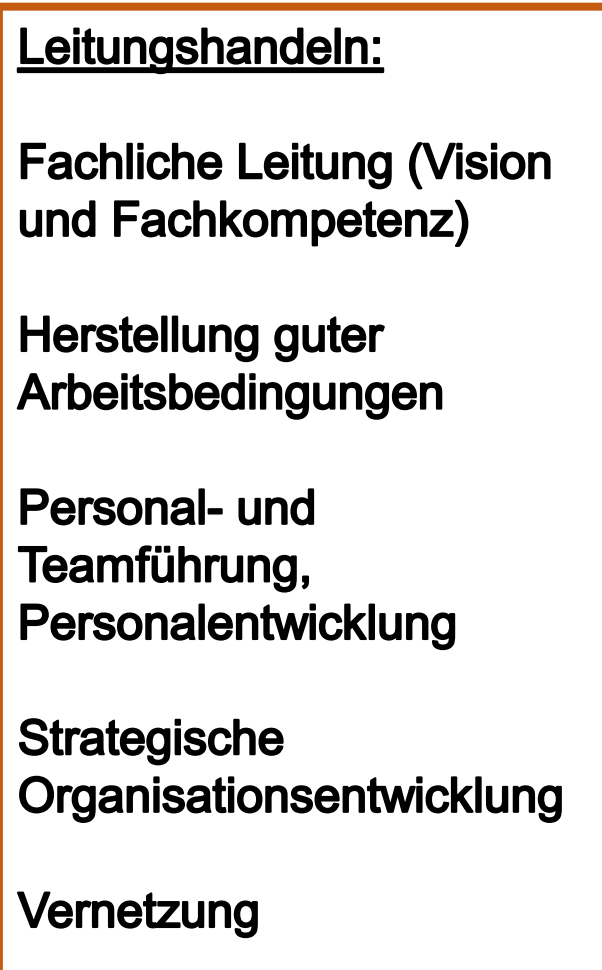 Leitungshandeln:
Fachliche Leitung (Vision
und Fachkompetenz)
Herstellung guter
Arbeitsbedingungen
Personal- und
Teamführung,
Personalentwicklung
Strategische
Organisationsentwicklung
Vernetzung